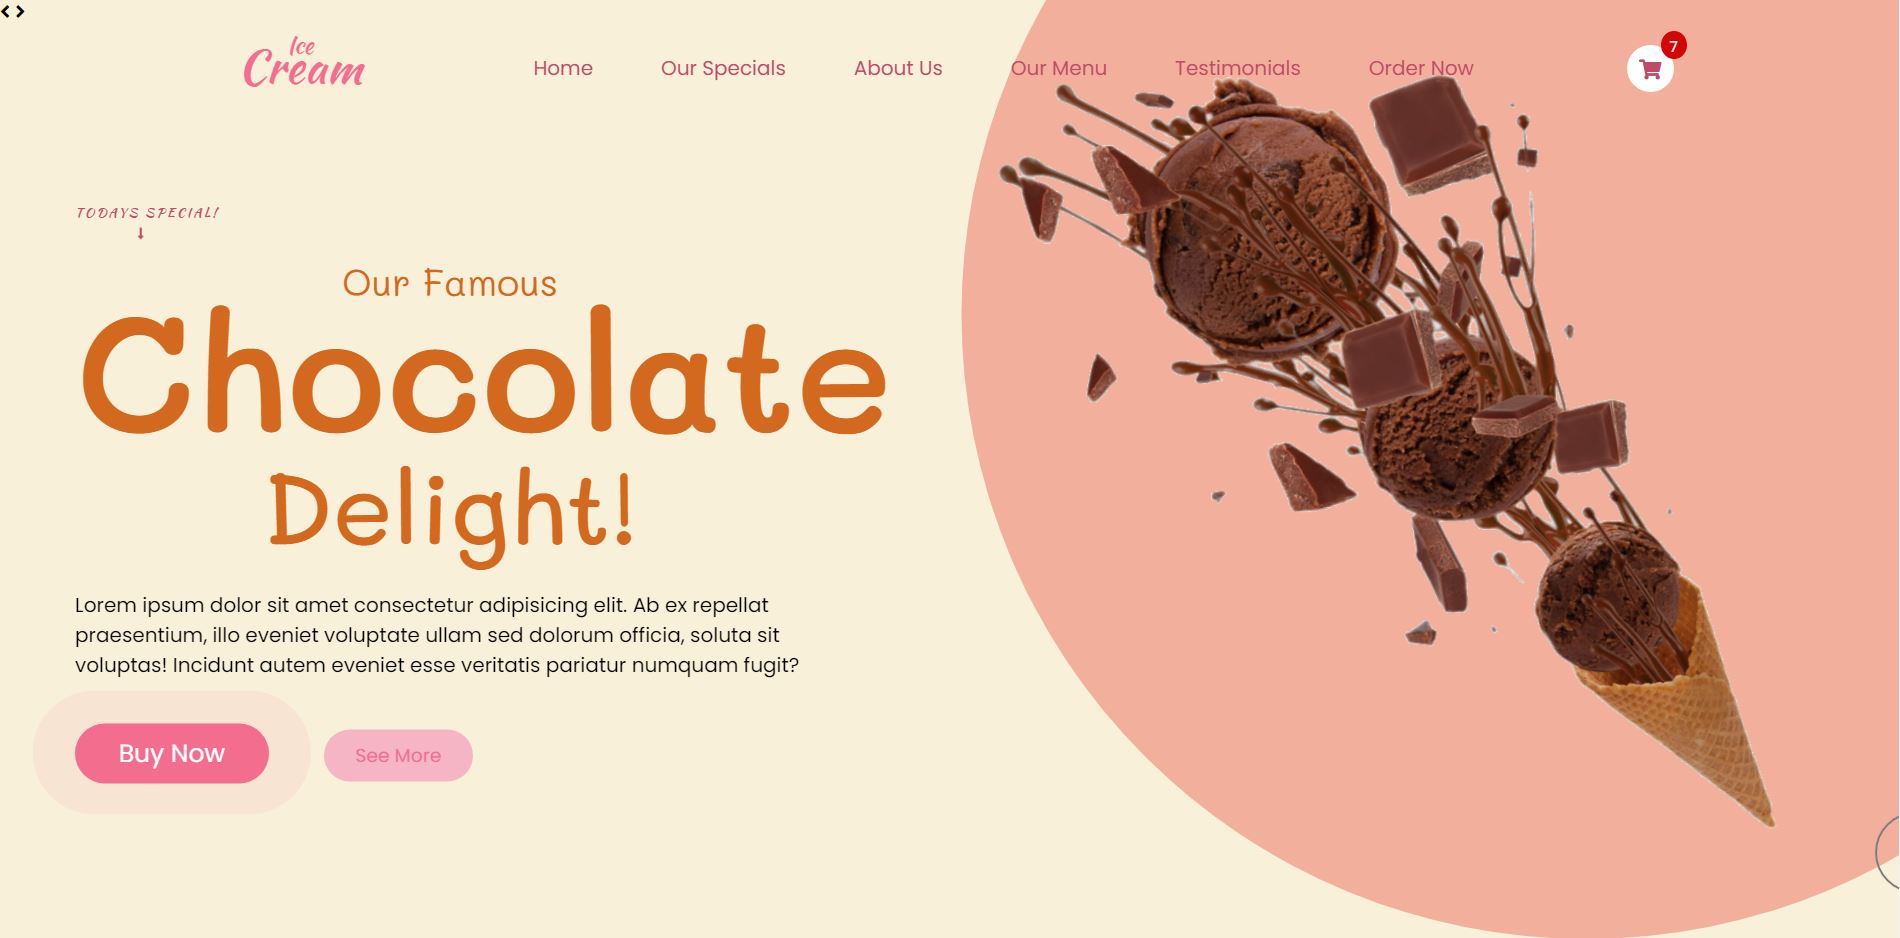 Ice
Cream
Home
Our Specials
About Us
Our Menu
Testimonials
Order Now
7
TODAYS SPECIAL!
Our Famous
Chocolate
Delight!
Lorem ipsum dolor sit amet consectetur adipisicing elit. Ab ex repellat
praesentium, illo eveniet voluptate ullam sed dolorum officia, soluta sit
voluptas! Incidunt autem eveniet esse veritatis pariatur numquam fugit?
Buy Now
See More